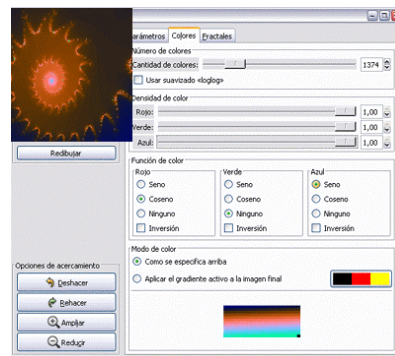 arámetros Colores Fractales
Número de colores
Cantidad de colores: 1374
Usar suavizado «loglog»
Densidad de color
Rojo: 1,00
Verde: 1,00
Azul: 1,00
Redibujar
Función de color
Rojo Verde Azul
Seno Seno Seno
Coseno Coseno Coseno
Ninguno Ninguno Ninguno
Inversión Inversión Inversión
Modo de color
Como se especifica arriba
Aplicar el gradiente activo a la imagen final
Opciones de acercamiento
Deshacer
Rehacer
Ampliar
Reducir